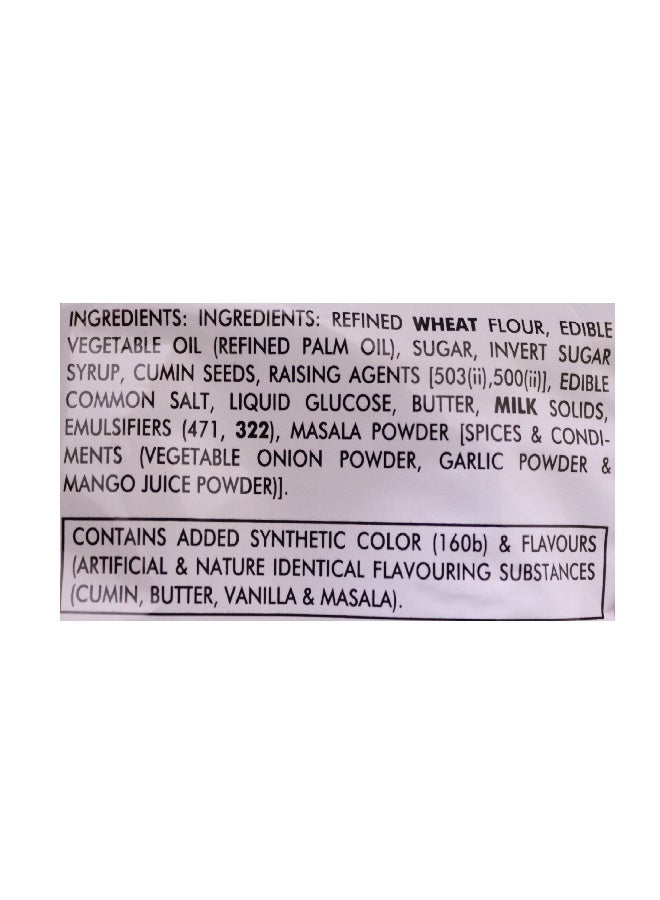 INGREDIENTS: INGREDIENTS: REFINED WHEAT FLOUR, EDIBLE
VEGETABLE OIL (REFINED PALM OIL), SUGAR, INVERT SUGAR
SYRUP, CUMIN SEEDS, RAISING AGENTS [503(ii),500(ii)], EDIBLE
COMMON SALT, LIQUID GLUCOSE, BUTTER, MILK SOLIDS,
EMULSIFIERS (471, 322), MASALA POWDER [SPICES & CONDI-
MENTS (VEGETABLE ONION POWDER, GARLIC POWDER &
MANGO JUICE POWDER)].
CONTAINS ADDED SYNTHETIC COLOR (160b) & FLAVOURS
(ARTIFICIAL & NATURE IDENTICAL FLAVOURING SUBSTANCES
(CUMIN, BUTTER, VANILLA & MASALA).